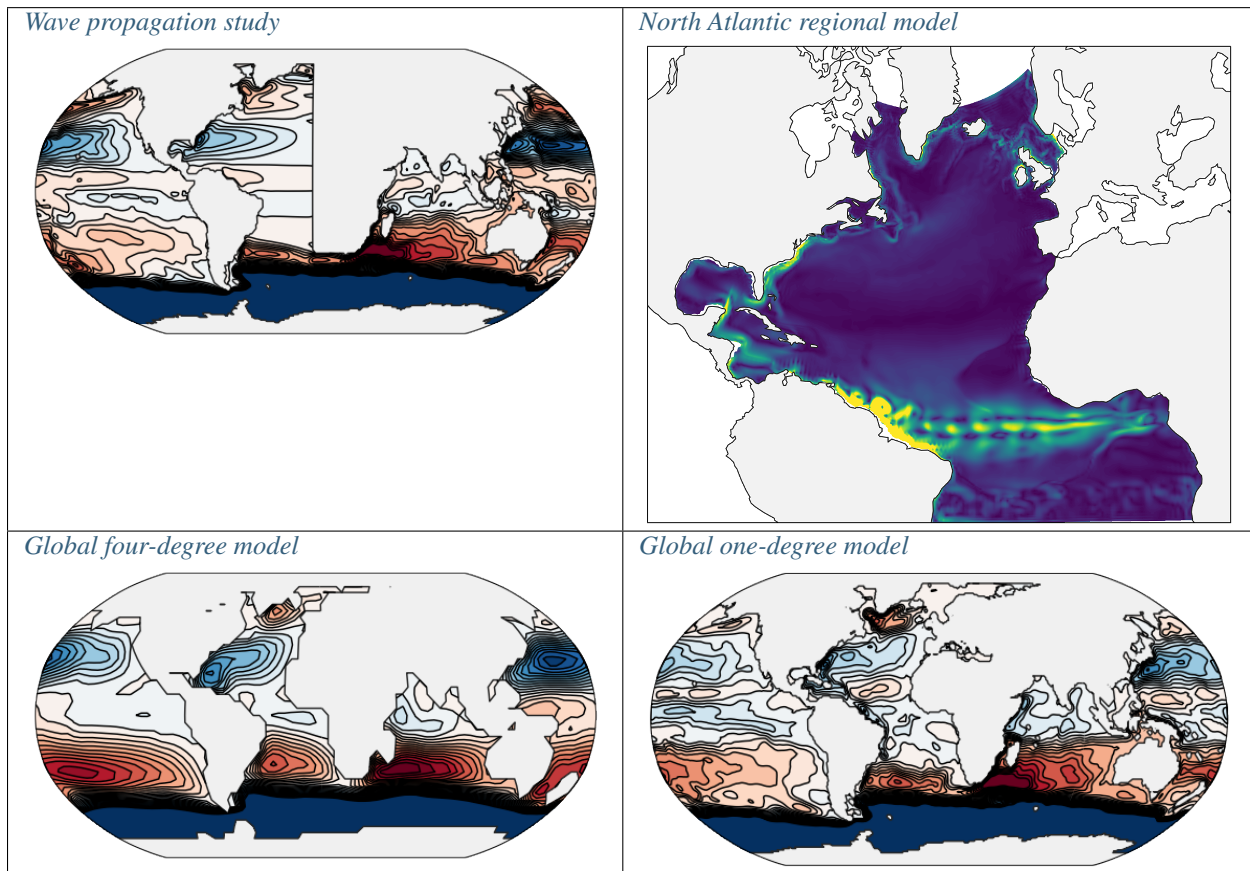 Wave propagation study
North Atlantic regional model
Global four-degree model
Global one-degree model